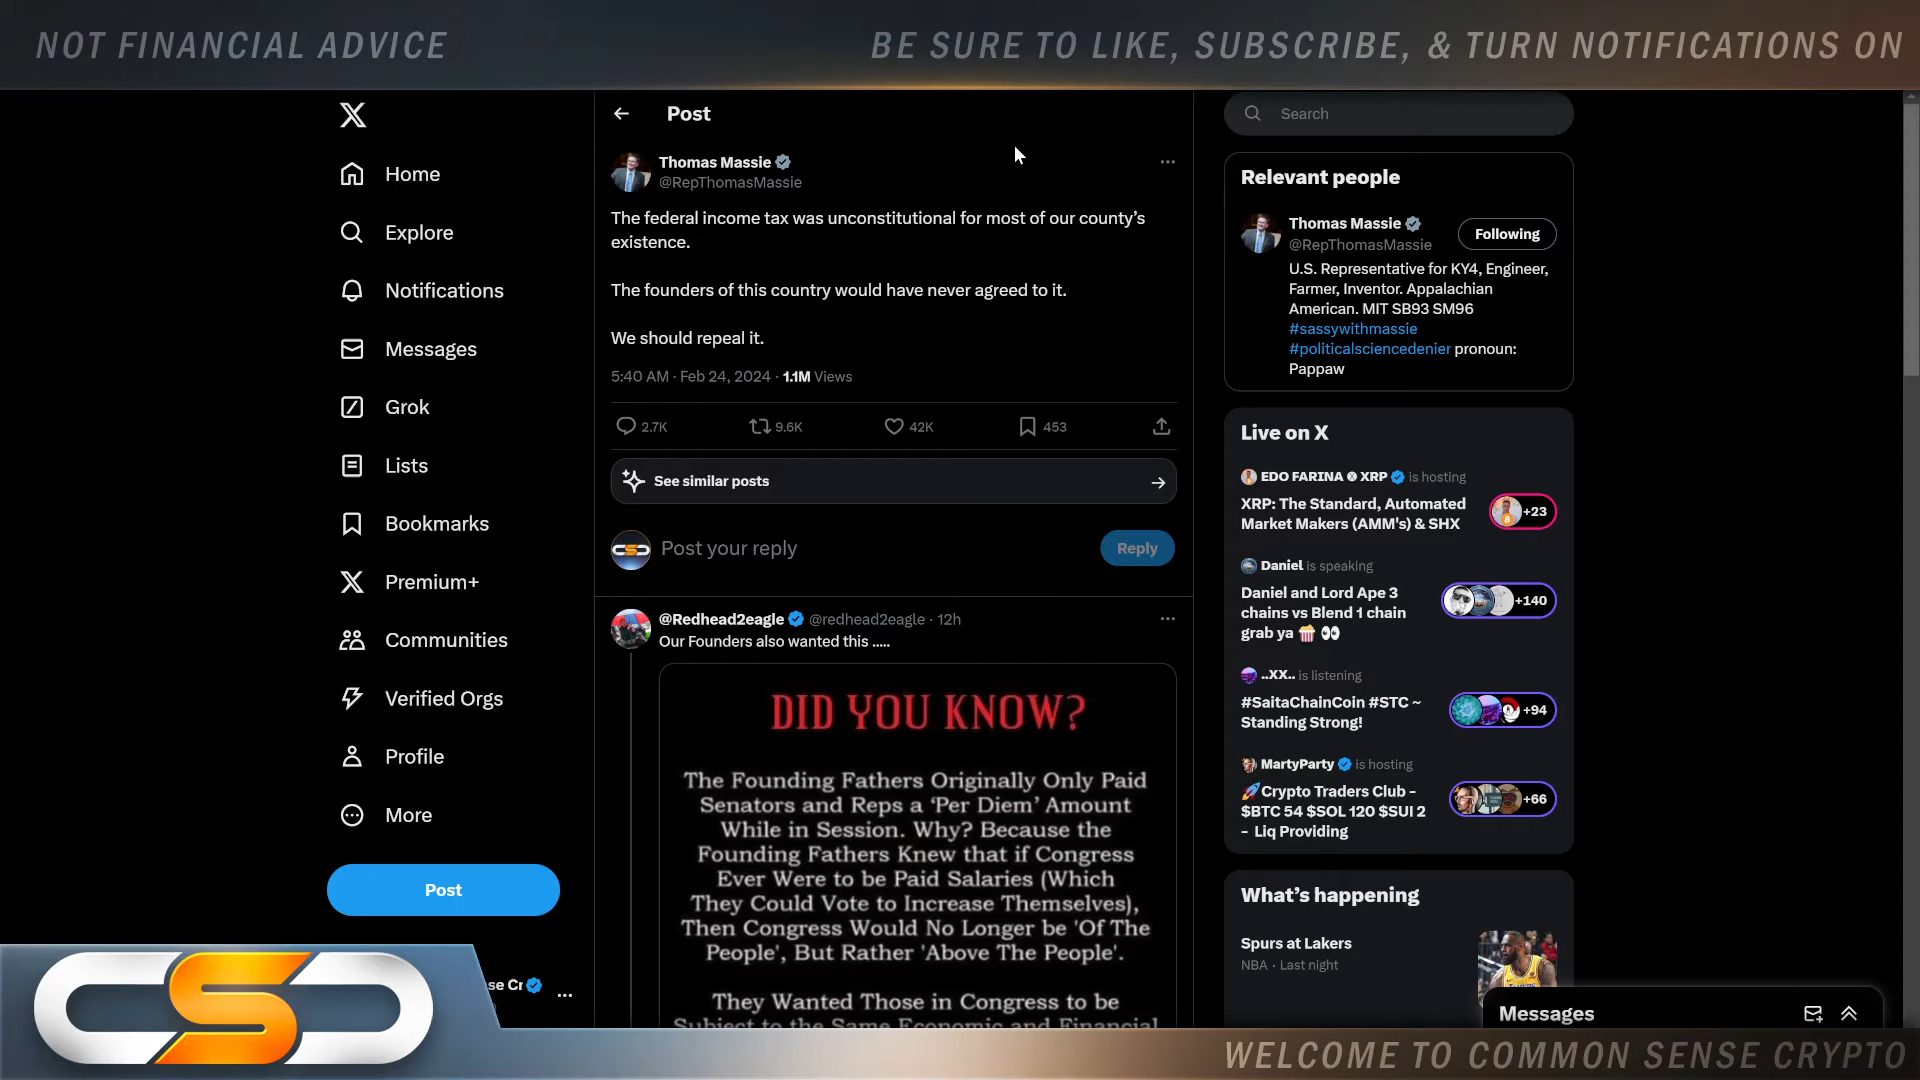 NOT FINANCIAL ADVICE
BE SURE TO LIKE, SUBSCRIBE, & TURN NOTIFICATIONS ON
Home
Explore
Notifications
Messages
Grok
Lists
Bookmarks
Premium+
Communities
Verified Orgs
Profile
More
Post
se Cr
Post
Thomas Massie
@RepThomasMassie
The federal income tax was unconstitutional for most of our county's
existence.
The founders of this country would have never agreed to it.
We should repeal it.
5:40 AM · Feb 24, 2024 · 1.1M Views
2.7K 9.6K 42K 453
See similar posts
Post your reply
Reply
@Redhead2eagle @redhead2eagle · 12h
Our Founders also wanted this .....
DID YOU KNOW?
The Founding Fathers Originally Only Paid
Senators and Reps a 'Per Diem' Amount
While in Session. Why? Because the
Founding Fathers Knew that if Congress
Ever Were to be Paid Salaries (Which
They Could Vote to Increase Themselves),
Then Congress Would No Longer be 'Of The
People', But Rather 'Above The People'.
They Wanted Those in Congress to be
Subject to the Same Economic and Financial
Search
Relevant people
Thomas Massie
@RepThomasMassie
Following
U.S. Representative for KY4, Engineer,
Farmer, Inventor. Appalachian
American. MIT SB93 SM96
#sassywithmassie
#politicalsciencedenier pronoun:
Pappaw
Live on X
EDO FARINA XRP is hosting
XRP: The Standard, Automated
Market Makers (AMM's) & SHX
+23
Daniel is speaking
Daniel and Lord Ape 3
chains vs Blend 1 chain
grab ya 🍿 👀
+140
..XX.. is listening
#SaitaChainCoin #STC ~
Standing Strong!
+94
MartyParty is hosting
🚀Crypto Traders Club -
$BTC 54 $SOL 120 $SUI 2
- Liq Providing
+66
What's happening
Spurs at Lakers
NBA · Last night
Messages
CSC
WELCOME TO COMMON SENSE CRYPTO